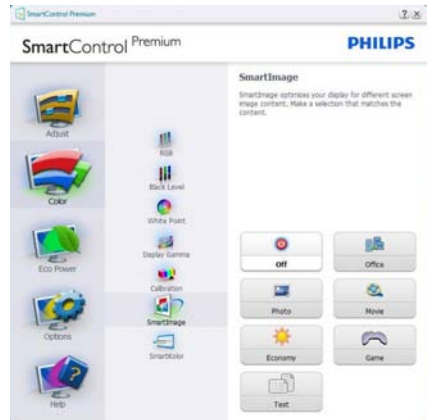 SmartControl Premium
SmartControl Premium
PHILIPS
Adjust
Color
Eco Power
Options
Help
RGB
Black Level
White Point
Display Gamma
Calibration
SmartImage
SmartKolor
SmartImage
SmartImage optimizes your display for different screen
image content. Make a selection that matches the
content.
Off
Office
Photo
Movie
Economy
Game
Text